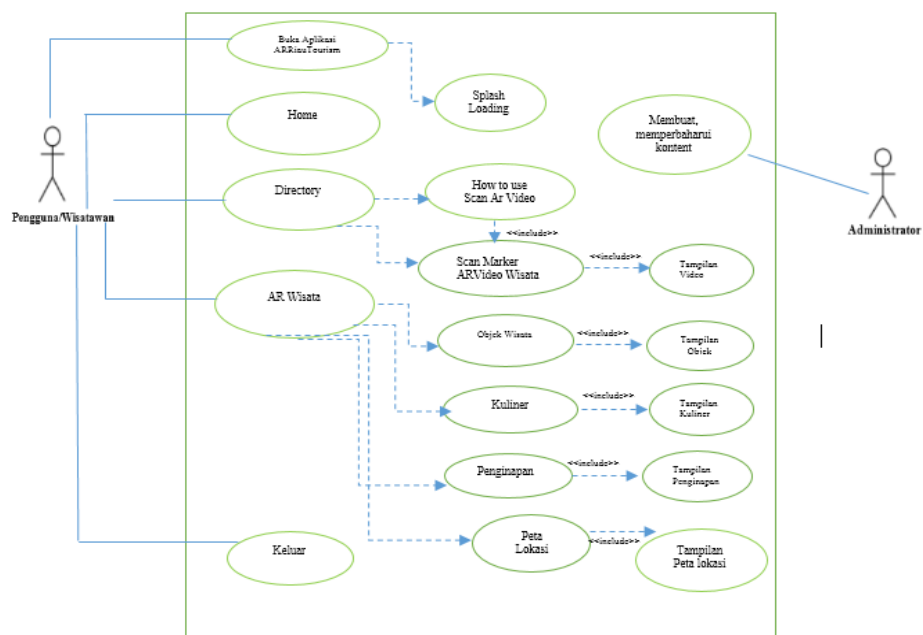 Buka Aplikasi
ARRiauTourism
Splash
Loading
Home
Membuat,
memperbaharui
kontent
Pengguna/Wisatawan
Administrator
Directory
How to use
Scan Ar Video
<<include>>
Scan Marker
ARVideo Wisata
<<include>>
Tampilan
Video
AR Wisata
Objek Wisata
<<include>>
Tampilan
Objek
Kuliner
<<include>>
Tampilan
Kuliner
Penginapan
<<include>>
Tampilan
Penginapan
Peta
Lokasi
<<include>>
Tampilan
Peta lokasi
Keluar